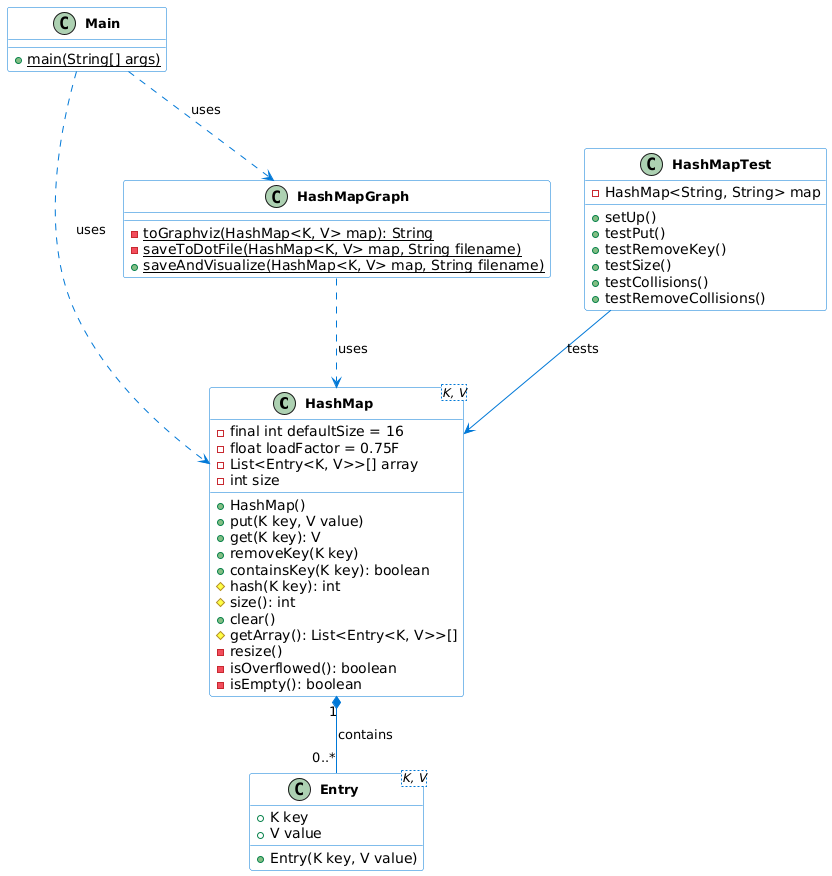 C Main
main(String[] args)
uses
uses
C HashMapGraph
toGraphviz(HashMap<K, V> map): String
saveToDotFile(HashMap<K, V> map, String filename)
saveAndVisualize(HashMap<K, V> map, String filename)
C HashMapTest
HashMap<String, String> map
setUp()
testPut()
testRemoveKey()
testSize()
testCollisions()
testRemoveCollisions()
uses
tests
C HashMap
K, V
final int defaultSize = 16
float loadFactor = 0.75F
List<Entry<K, V>>[] array
int size
HashMap()
put(K key, V value)
get(K key): V
removeKey(K key)
containsKey(K key): boolean
hash(K key): int
size(): int
clear()
getArray(): List<Entry<K, V>>[]
resize()
isOverflowed(): boolean
isEmpty(): boolean
1
contains
0..*
C Entry
K, V
K key
V value
Entry(K key, V value)